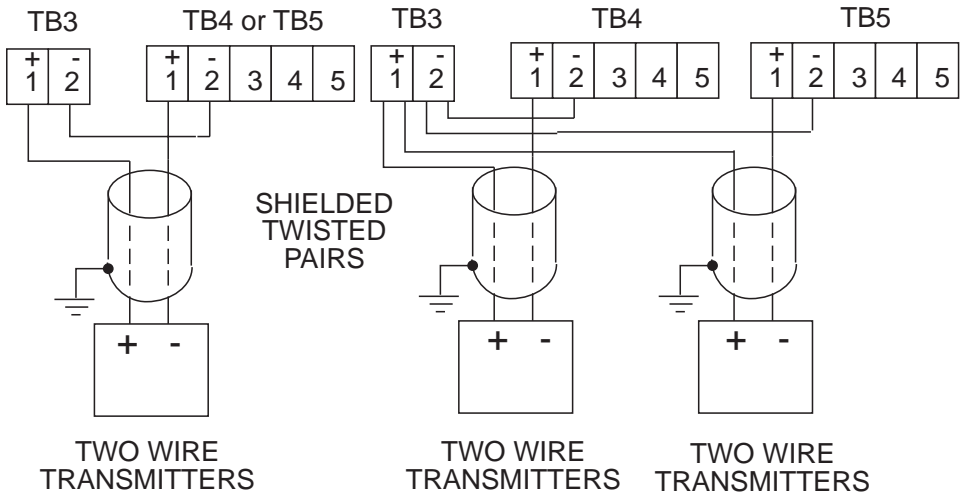 TB3 TB4 or TB5 TB3 TB4 TB5
+ - + - + - + - + -
1 2 1 2 3 4 5 1 2 1 2 3 4 5 1 2 3 4 5
SHIELDED
TWISTED
PAIRS
+ - + - + -
TWO WIRE
TRANSMITTERS
TWO WIRE
TRANSMITTERS
TWO WIRE
TRANSMITTERS